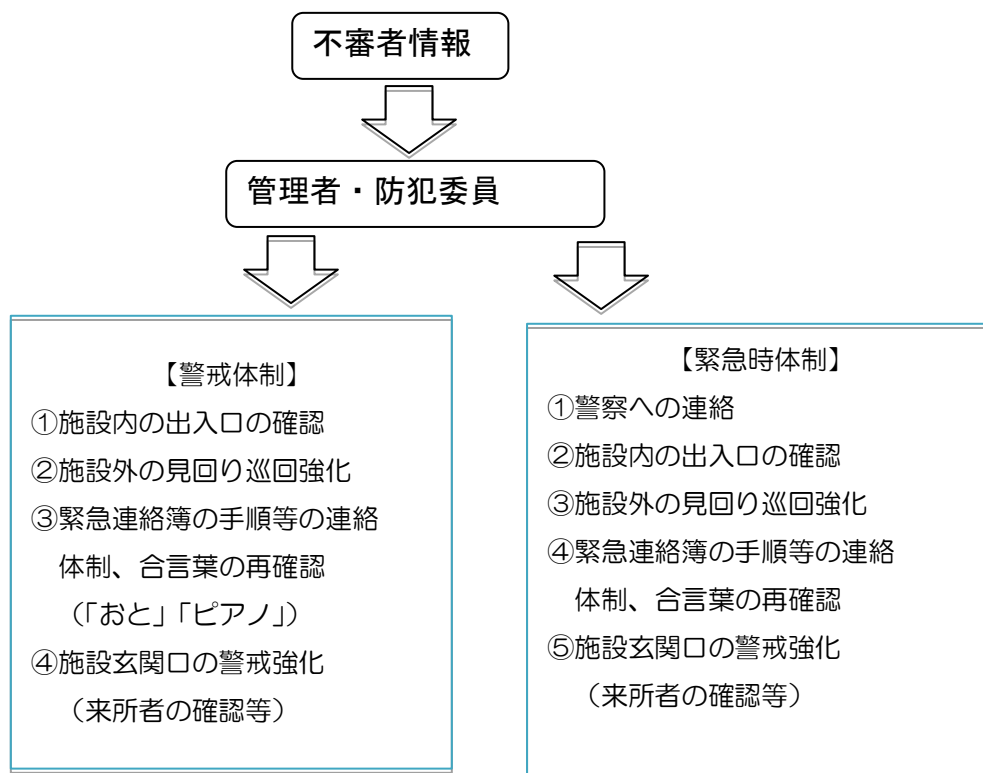 不審者情報
管理者・防犯委員
【警戒体制】
①施設内の出入口の確認
②施設外の見回り巡回強化
③緊急連絡簿の手順等の連絡
体制、合言葉の再確認
（「おと」「ピアノ」）
④施設玄関口の警戒強化
（来所者の確認等）
【緊急時体制】
①警察への連絡
②施設内の出入口の確認
③施設外の見回り巡回強化
④緊急連絡簿の手順等の連絡
体制、合言葉の再確認
⑤施設玄関口の警戒強化
（来所者の確認等）